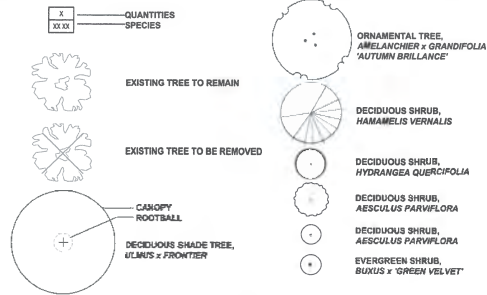 X
XX XX
QUANTITIES
SPECIES
EXISTING TREE TO REMAIN
EXISTING TREE TO BE REMOVED
CANOPY
ROOTBALL
DECIDUOUS SHADE TREE,
ULMUS x FRONTIER
ORNAMENTAL TREE,
AMELANCHIER x GRANDIFOLIA
'AUTUMN BRILLANCE'
DECIDUOUS SHRUB,
HAMAMELIS VERNALIS
DECIDUOUS SHRUB,
HYDRANGEA QUERCIFOLIA
DECIDUOUS SHRUB,
AESCULUS PARVIFLORA
DECIDUOUS SHRUB,
AESCULUS PARVIFLORA
EVERGREEN SHRUB,
BUXUS x 'GREEN VELVET'